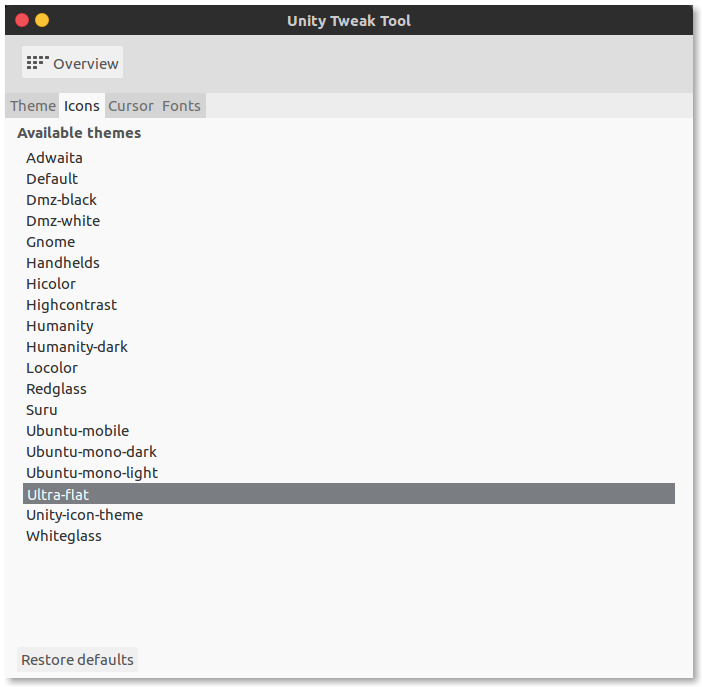 Unity Tweak Tool
Overview
Theme Icons Cursor Fonts
Available themes
Adwaita
Default
Dmz-black
Dmz-white
Gnome
Handhelds
Hicolor
Highcontrast
Humanity
Humanity-dark
Locolor
Redglass
Suru
Ubuntu-mobile
Ubuntu-mono-dark
Ubuntu-mono-light
Ultra-flat
Unity-icon-theme
Whiteglass
Restore defaults